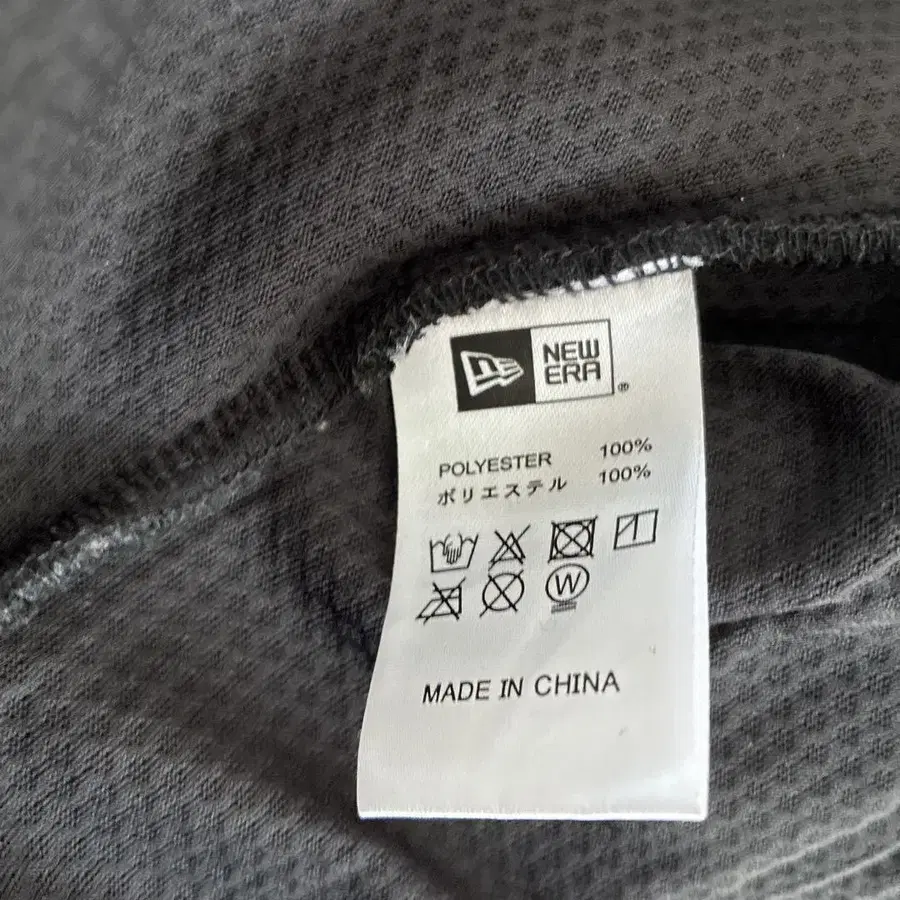 NEW
ERA
®
POLYESTER 100%
ポリエステル 100%
W
MADE IN CHINA